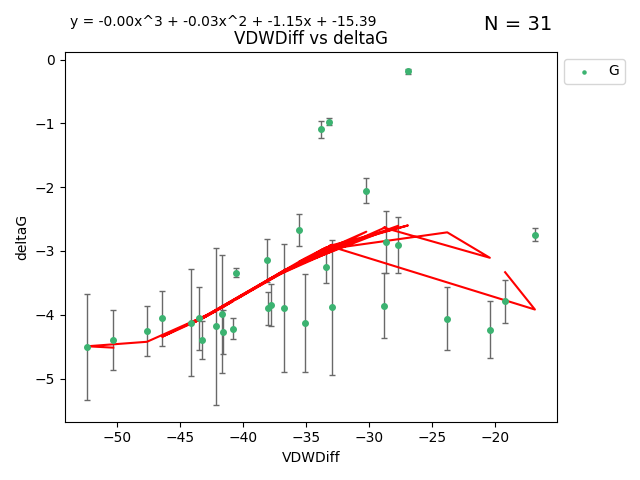 y = -0.00x^3 + -0.03x^2 + -1.15x + -15.39
N = 31
VDWDiff vs deltaG
G
0
−1
−2
−3
−4
−5
deltaG
−50 −45 −40 −35 −30 −25 −20
VDWDiff